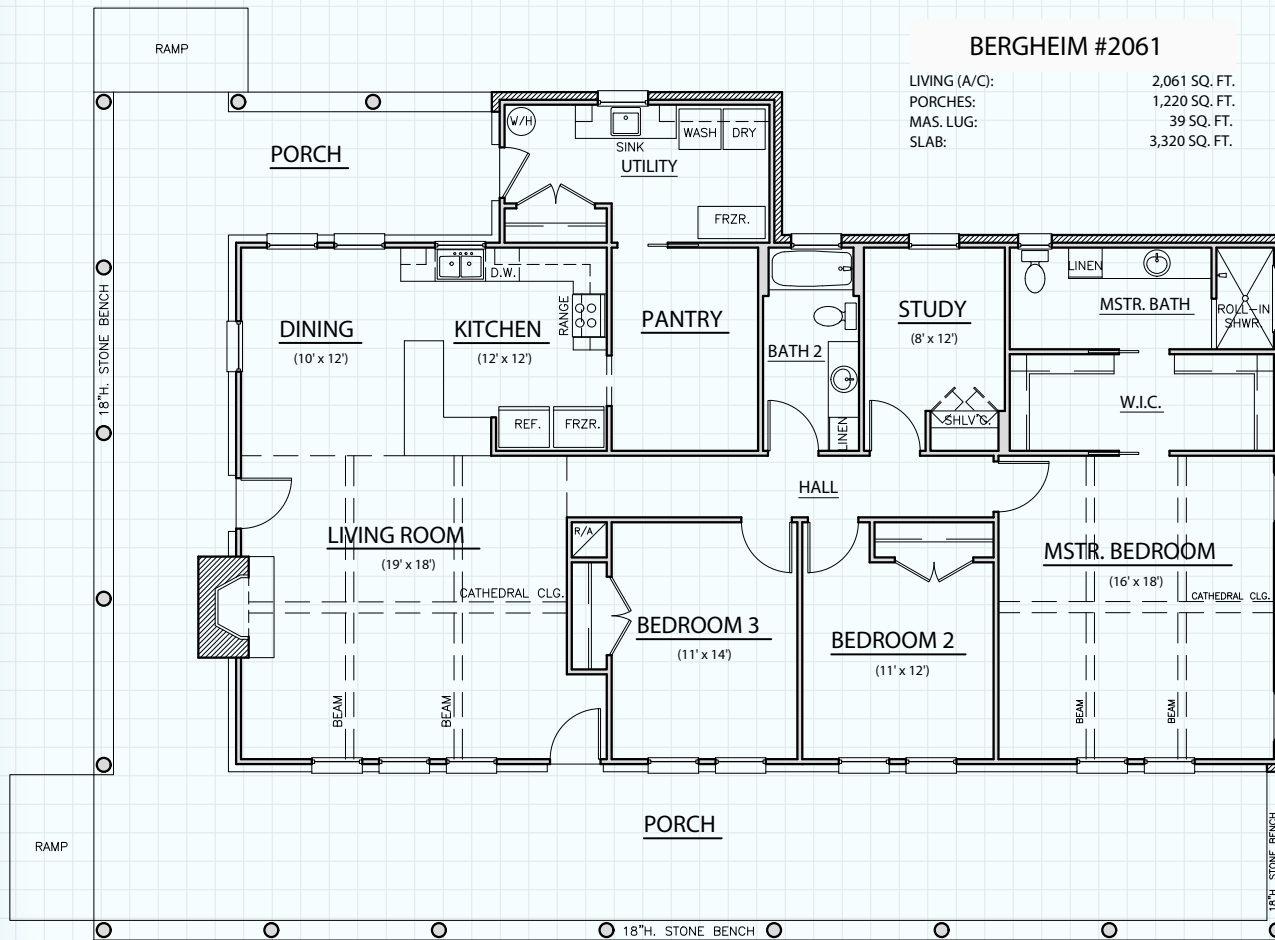 RAMP
BERGHEIM #2061
LIVING (A/C): 2,061 SQ. FT.
PORCHES: 1,220 SQ. FT.
MAS. LUG: 39 SQ. FT.
SLAB: 3,320 SQ. FT.
W/H
SINK
WASH
DRY
UTILITY
PORCH
FRZR.
D.W.
LINEN
MSTR. BATH
ROLL-IN
SHWR
18"H. STONE BENCH
DINING
(10' x 12')
KITCHEN
(12' x 12')
RANGE
PANTRY
BATH 2
STUDY
(8' x 12')
W.I.C.
REF.
FRZR.
LINEN
SHLV'G.
HALL
LIVING ROOM
(19' x 18')
R/A
CATHEDRAL CLG.
MSTR. BEDROOM
(16' x 18')
CATHEDRAL CLG.
BEDROOM 3
(11' x 14')
BEDROOM 2
(11' x 12')
BEAM
BEAM
BEAM
BEAM
PORCH
RAMP
18"H. STONE BENCH
18"H. STONE BENCH